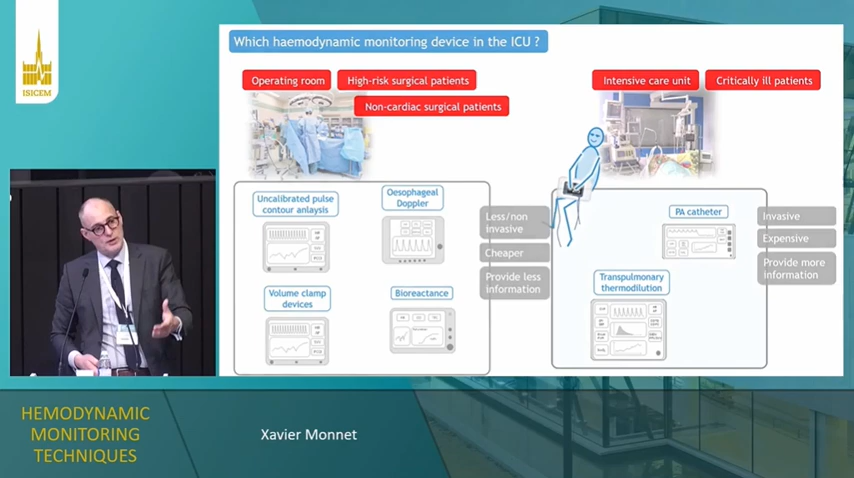 ISICEM
Which haemodynamic monitoring device in the ICU ?
Operating room
High-risk surgical patients
Non-cardiac surgical patients
Intensive care unit
Critically ill patients
Uncalibrated pulse
contour anlaysis
Oesophageal
Doppler
Volume clamp
devices
Bioreactance
Less/non
invasive
Cheaper
Provide less
information
PA catheter
Transpulmonary
thermodilution
Invasive
Expensive
Provide more
information
HEMODYNAMIC
MONITORING
TECHNIQUES
Xavier Monnet